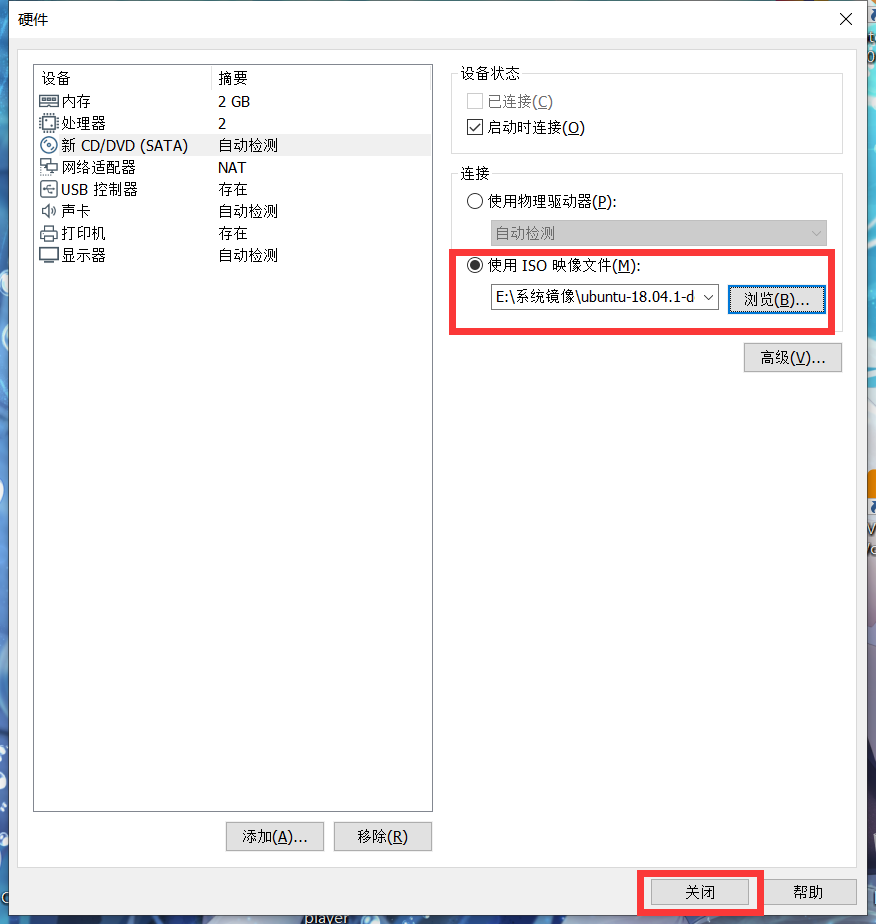 硬件
设备 摘要
内存 2 GB
处理器 2
新 CD/DVD (SATA) 自动检测
网络适配器 NAT
USB 控制器 存在
声卡 自动检测
打印机 存在
显示器 自动检测
添加(A)... 移除(R)
设备状态
已连接(C)
启动时连接(O)
连接
使用物理驱动器(P):
自动检测
使用 ISO 映像文件(M):
E:\系统镜像\ubuntu-18.04.1-d 浏览(B)...
高级(V)...
关闭 帮助
player